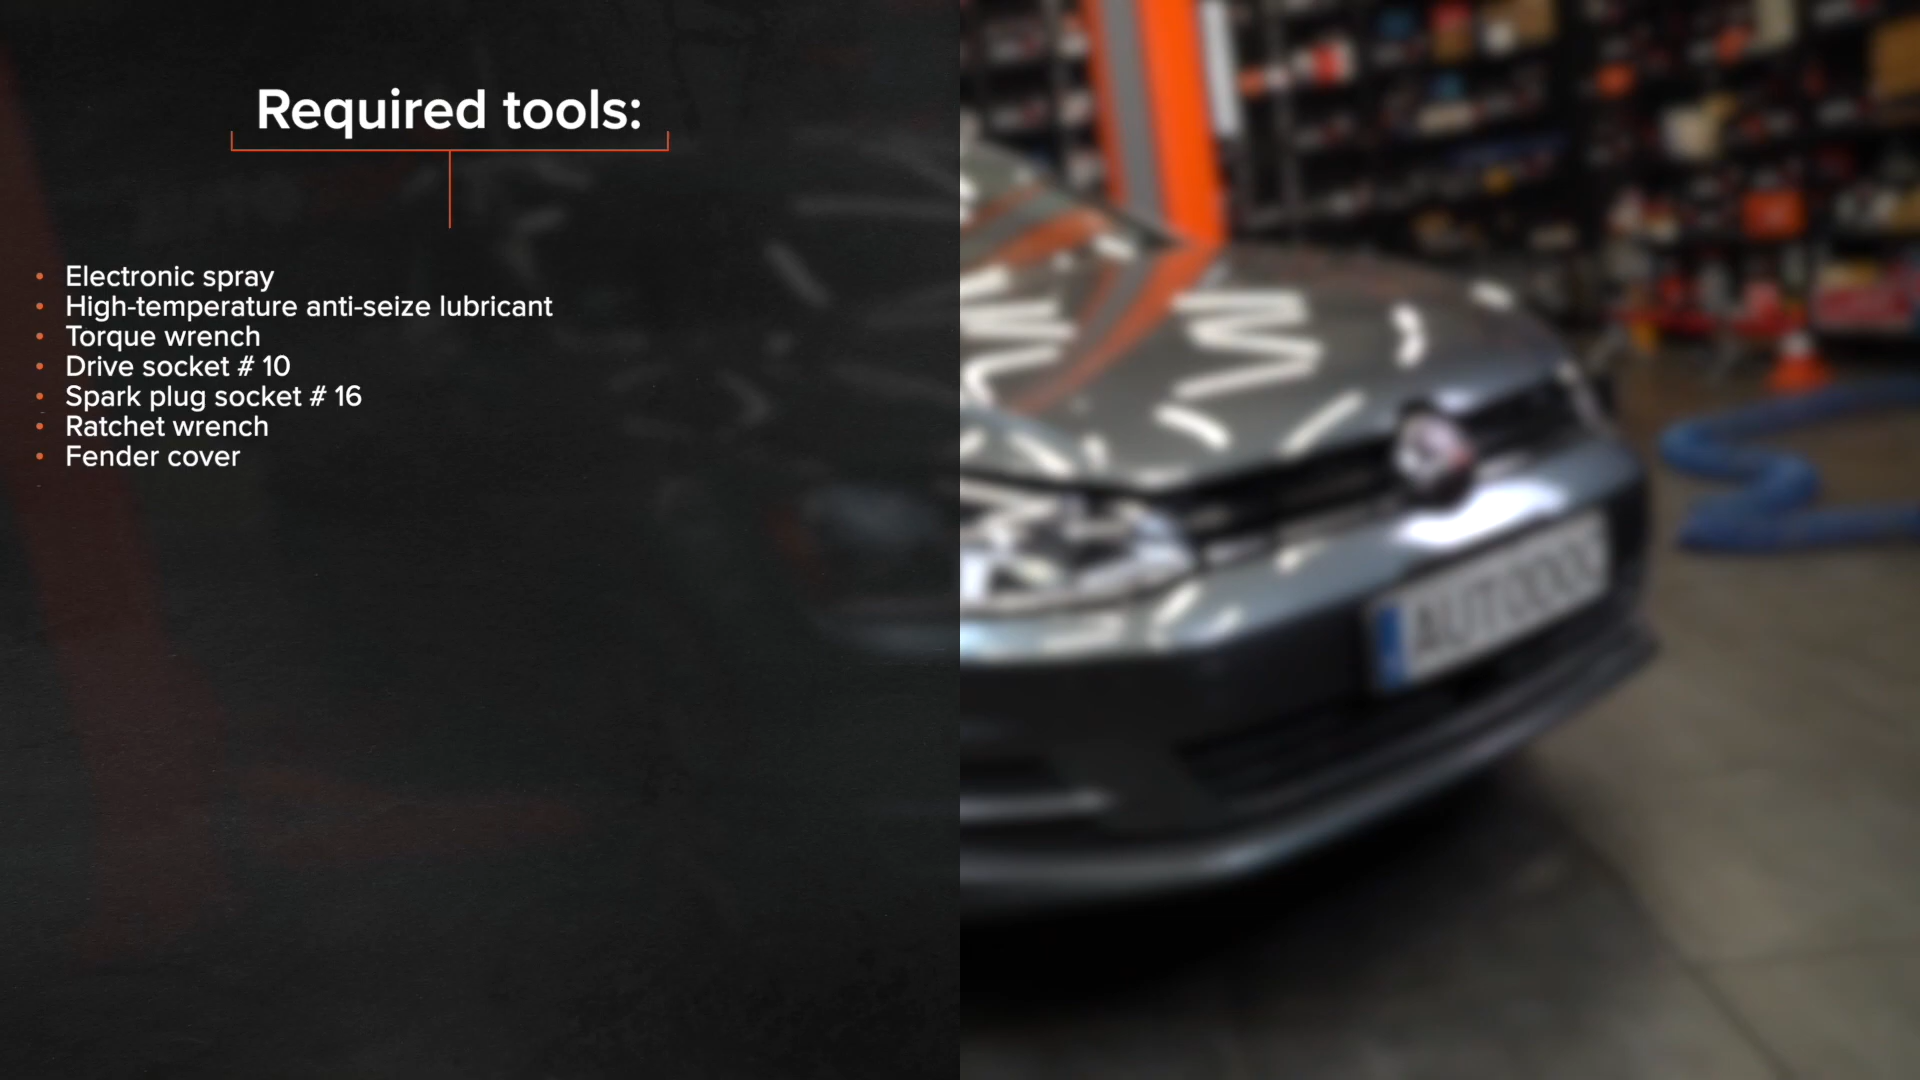 Required tools:
• Electronic spray
• High-temperature anti-seize lubricant
• Torque wrench
• Drive socket # 10
• Spark plug socket # 16
• Ratchet wrench
• Fender cover
AUTODOC